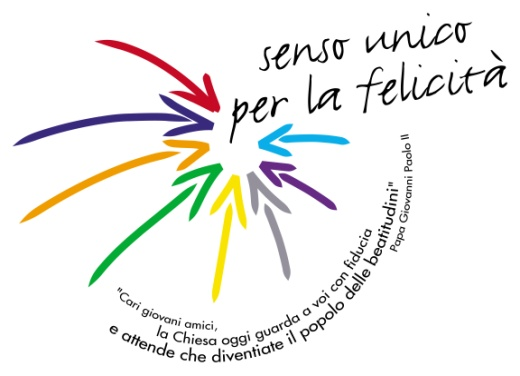 senso unico
per la felicità
"Cari giovani amici,
la Chiesa oggi guarda a voi con fiducia
e attende che diventiate il popolo delle beatitudini"
Papa Giovanni Paolo II